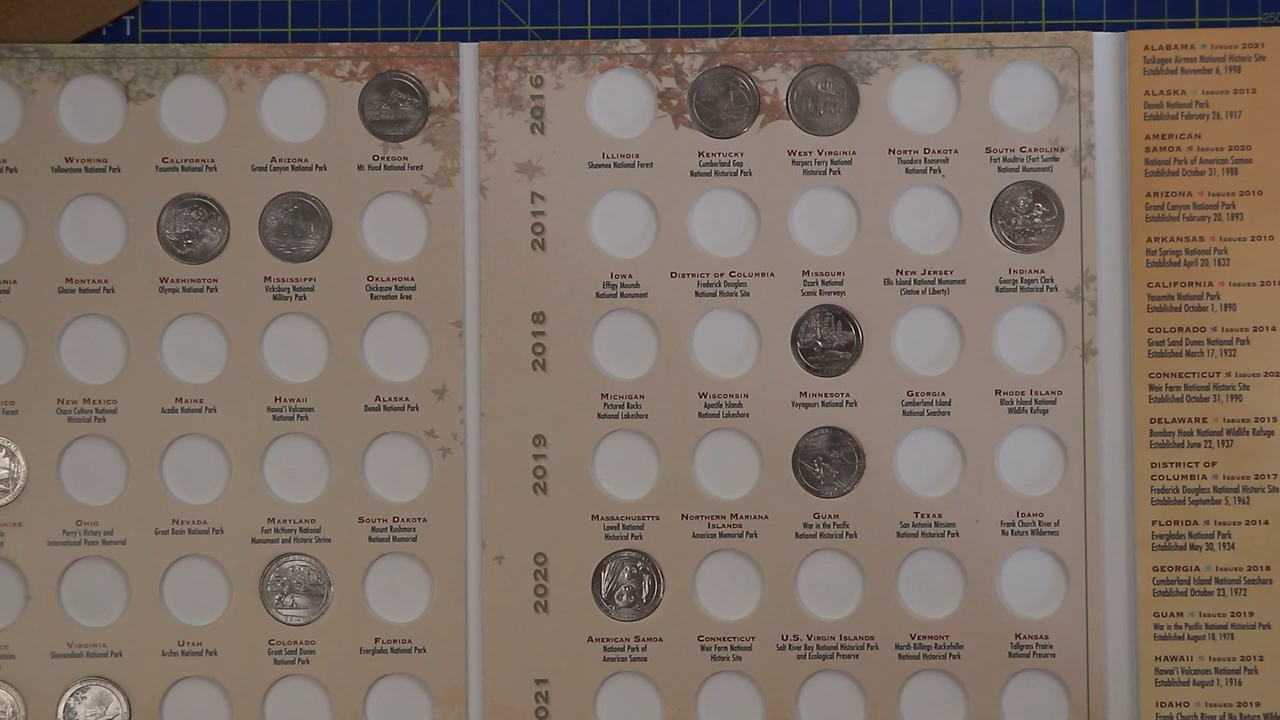 T
s
al Park
WYOMING
Yellowstone National Park
CALIFORNIA
Yosemite National Park
ARIZONA
Grand Canyon National Park
OREGON
Mt. Hood National Forest
NIA
al Park
MONTANA
Glacier National Park
WASHINGTON
Olympic National Park
MISSISSIPPI
Vicksburg National
Military Park
OKLAHOMA
Chickasaw National
Recreation Area
ICO
Forest
NEW MEXICO
Chaco Culture National
Historical Park
MAINE
Acadia National Park
HAWAII
Hawai'i Volcanoes
National Park
ALASKA
Denali National Park
HIRE
OHIO
Perry's Victory and
International Peace Memorial
NEVADA
Great Basin National Park
MARYLAND
Fort McHenry National
Monument and Historic Shrine
SOUTH DAKOTA
Mount Rushmore
National Memorial
VIRGINIA
Shenandoah National Park
UTAH
Arches National Park
COLORADO
Great Sand Dunes
National Park
FLORIDA
Everglades National Park
2016
ILLINOIS
Shawnee National Forest
KENTUCKY
Cumberland Gap
National Historical Park
WEST VIRGINIA
Harpers Ferry National
Historical Park
NORTH DAKOTA
Theodore Roosevelt
National Park
SOUTH CAROLINA
Fort Moultrie (Fort Sumter
National Monument)
2017
IOWA
Effigy Mounds
National Monument
DISTRICT OF COLUMBIA
Frederick Douglass
National Historic Site
MISSOURI
Ozark National
Scenic Riverways
NEW JERSEY
Ellis Island National Monument
(Statue of Liberty)
INDIANA
George Rogers Clark
National Historical Park
2018
MICHIGAN
Pictured Rocks
National Lakeshore
WISCONSIN
Apostle Islands
National Lakeshore
MINNESOTA
Voyageurs National Park
GEORGIA
Cumberland Island
National Seashore
RHODE ISLAND
Block Island National
Wildlife Refuge
2019
MASSACHUSETTS
Lowell National
Historical Park
NORTHERN MARIANA
ISLANDS
American Memorial Park
GUAM
War in the Pacific
National Historical Park
TEXAS
San Antonio Missions
National Historical Park
IDAHO
Frank Church River of
No Return Wilderness
2020
AMERICAN SAMOA
National Park of
American Samoa
CONNECTICUT
Weir Farm National
Historic Site
U.S. VIRGIN ISLANDS
Salt River Bay National Historical Park
and Ecological Preserve
VERMONT
Marsh-Billings-Rockefeller
National Historical Park
KANSAS
Tallgrass Prairie
National Preserve
021
ALABAMA ISSUED 2021
Tuskegee Airmen National Historic Site
Established November 6, 1998
ALASKA ISSUED 2012
Denali National Park
Established February 26, 1917
AMERICAN
SAMOA ISSUED 2020
National Park of American Samoa
Established October 31, 1988
ARIZONA ISSUED 2010
Grand Canyon National Park
Established February 20, 1893
ARKANSAS ISSUED 2010
Hot Springs National Park
Established April 20, 1832
CALIFORNIA ISSUED 2010
Yosemite National Park
Established October 1, 1890
COLORADO ISSUED 2014
Great Sand Dunes National Park
Established March 17, 1932
CONNECTICUT ISSUED 202
Weir Farm National Historic Site
Established October 31, 1990
DELAWARE ISSUED 2015
Bombay Hook National Wildlife Refuge
Established June 22, 1937
DISTRICT OF
COLUMBIA ISSUED 2017
Frederick Douglass National Historic Site
Established September 5, 1962
FLORIDA ISSUED 2014
Everglades National Park
Established May 30, 1934
GEORGIA ISSUED 2018
Cumberland Island National Seashore
Established October 23, 1972
GUAM ISSUED 2019
War in the Pacific National Historical Park
Established August 18, 1978
HAWAII ISSUED 2012
Hawai'i Volcanoes National Park
Established August 1, 1916
IDAHO ISSUED 2019
Frank Church River of No Return Wild